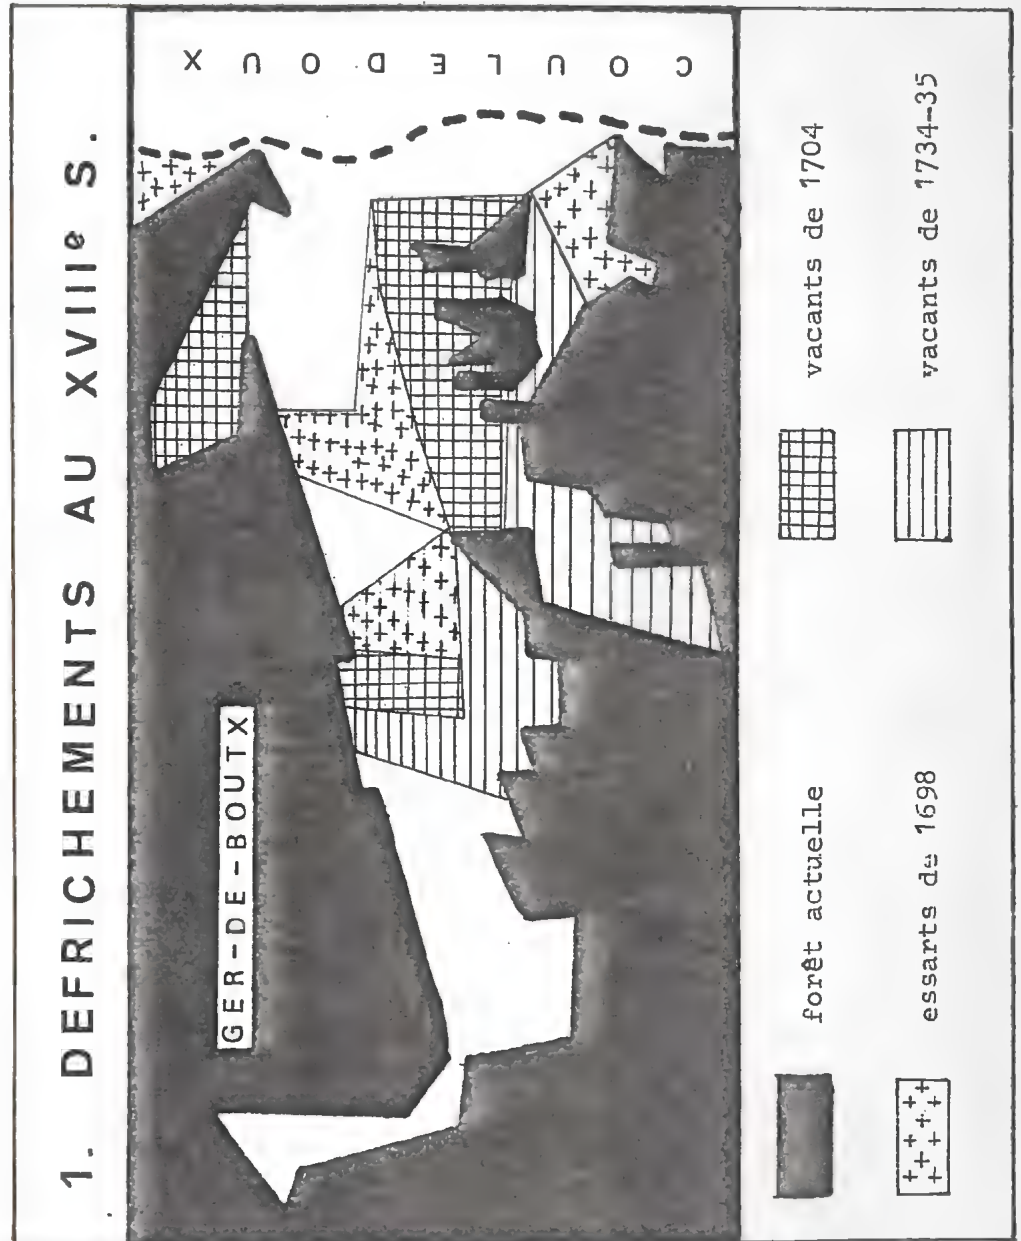 1. DEFRICHEMENTS AU XVIIIe S.
GER-DE-BOUTX
COULEDOUX
forêt actuelle
vacants de 1704
essarts de 1698
vacants de 1734-35